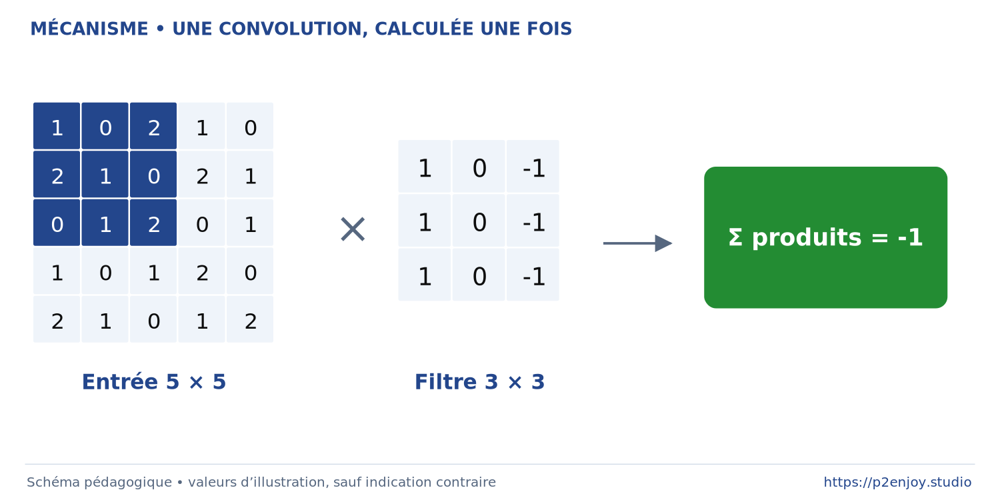 MÉCANISME • UNE CONVOLUTION, CALCULÉE UNE FOIS
1 0 2 1 0
2 1 0 2 1
0 1 2 0 1
1 0 1 2 0
2 1 0 1 2
Entrée 5 × 5
×
1 0 -1
1 0 -1
1 0 -1
Filtre 3 × 3
Σ produits = -1
Schéma pédagogique • valeurs d’illustration, sauf indication contraire
https://p2enjoy.studio